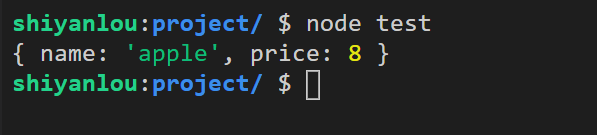 shiyanlou:project/ $ node test
{ name: 'apple', price: 8 }
shiyanlou:project/ $